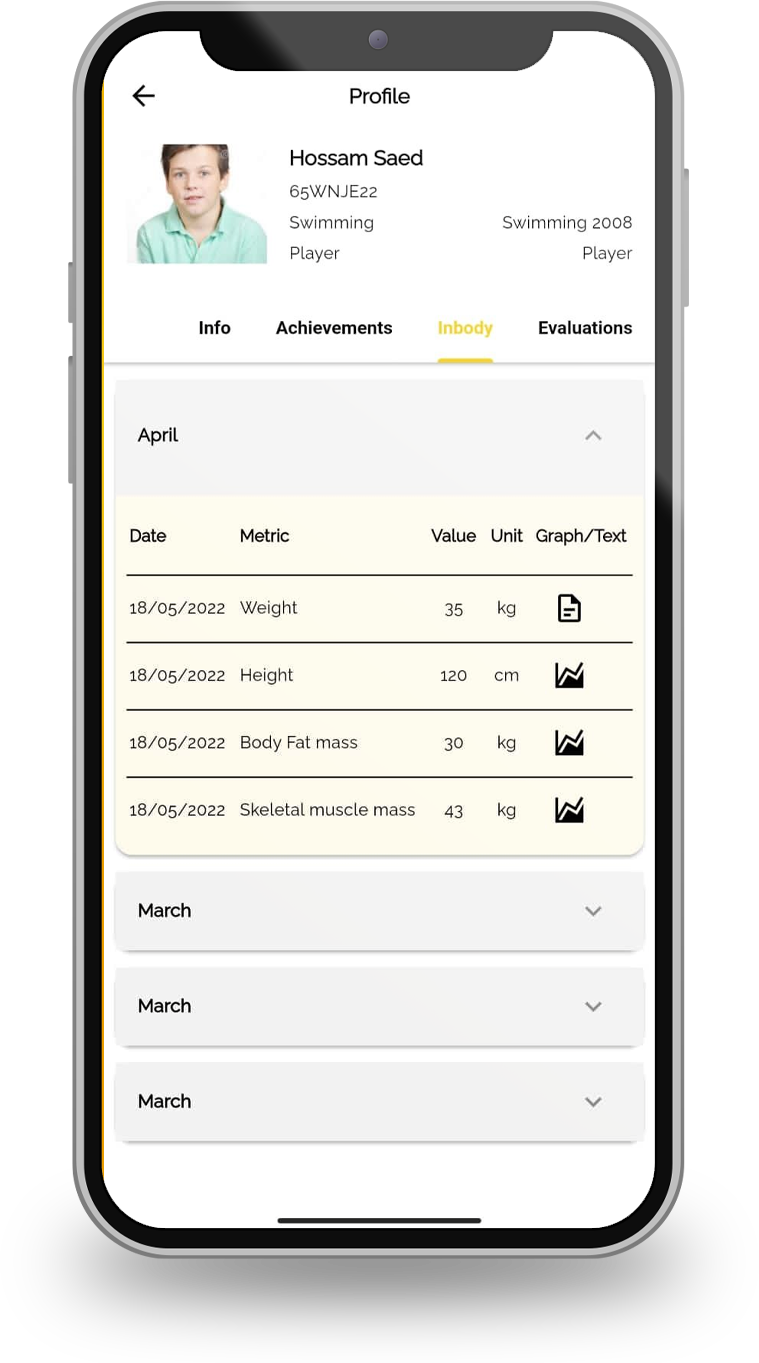 Profile
Hossam Saed
65WNJE22
Swimming Swimming 2008
Player Player
Info Achievements Inbody Evaluations
April
Date Metric Value Unit Graph/Text
18/05/2022 Weight 35 kg
18/05/2022 Height 120 cm
18/05/2022 Body Fat mass 30 kg
18/05/2022 Skeletal muscle mass 43 kg
March
March
March